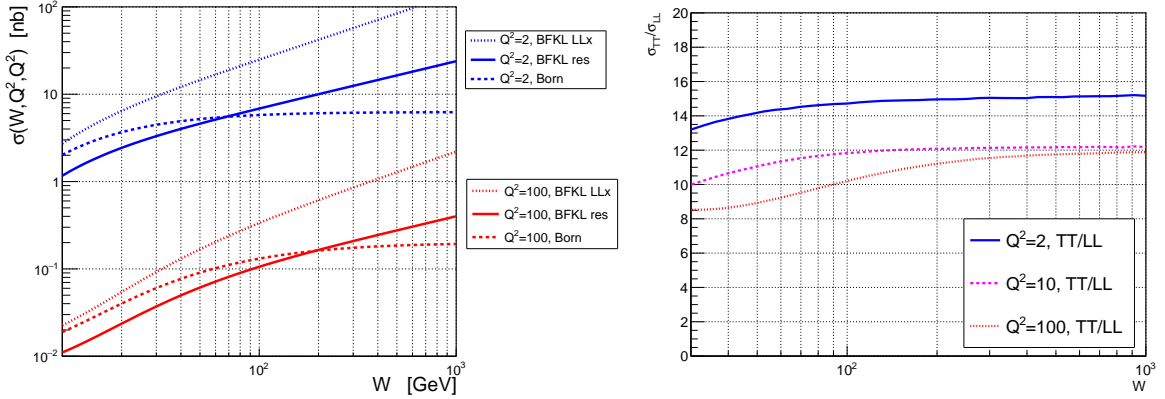 σ(W,Q²,Q²) [nb]
10²
10
1
10⁻¹
10⁻²
10²
10³
W [GeV]
Q²=2, BFKL LLx
Q²=2, BFKL res
Q²=2, Born
Q²=100, BFKL LLx
Q²=100, BFKL res
Q²=100, Born
σ_TT/σ_LL
20
18
16
14
12
10
8
6
4
2
0
10²
10³
W
Q²=2, TT/LL
Q²=10, TT/LL
Q²=100, TT/LL